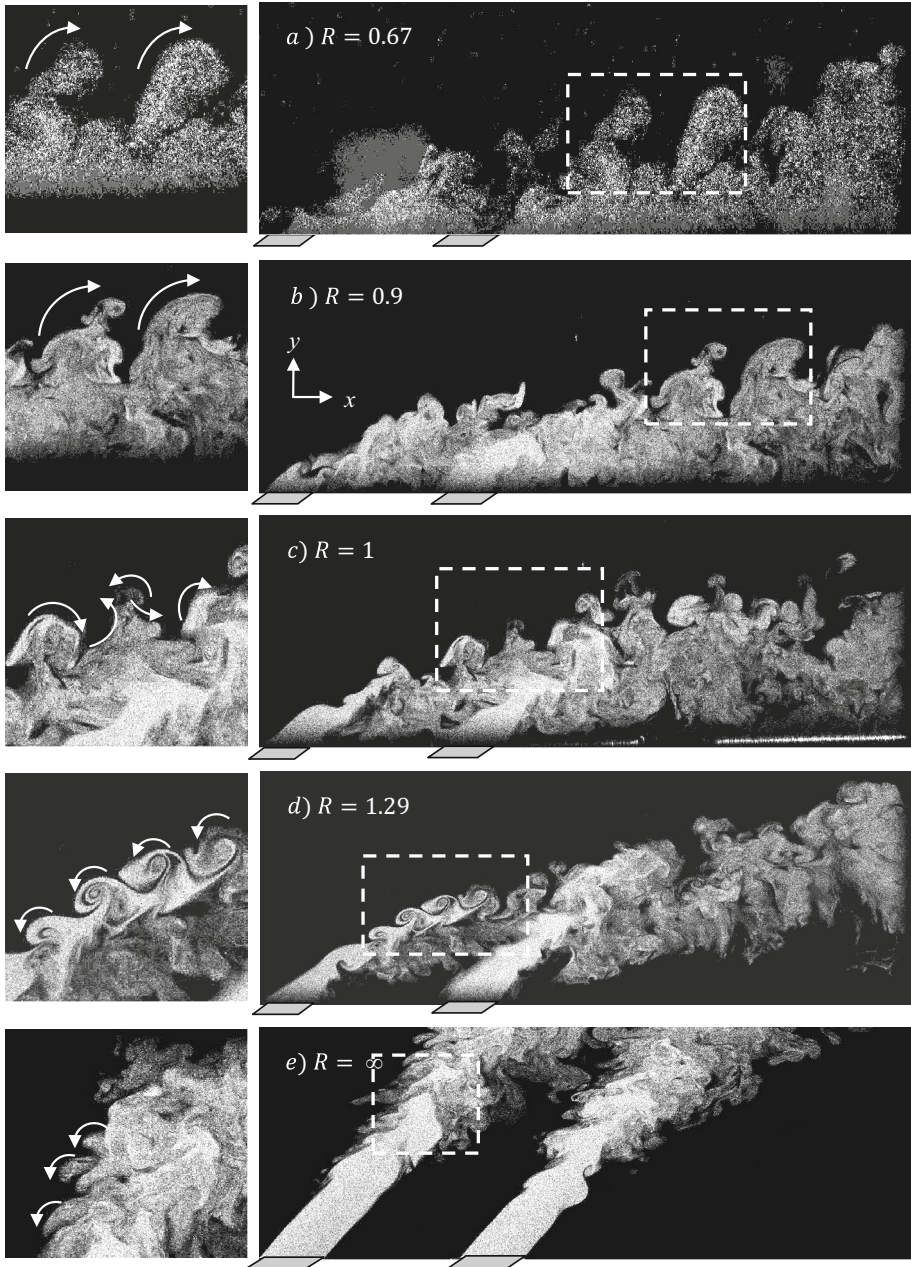 a ) R = 0.67
b ) R = 0.9
y
x
c) R = 1
d) R = 1.29
e) R = ∞